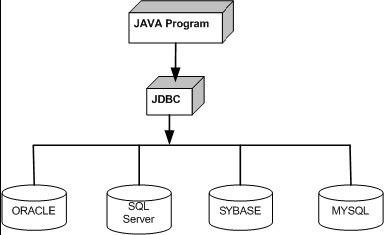 JAVA Program
JDBC
ORACLE
SQL
Server
SYBASE
MYSQL